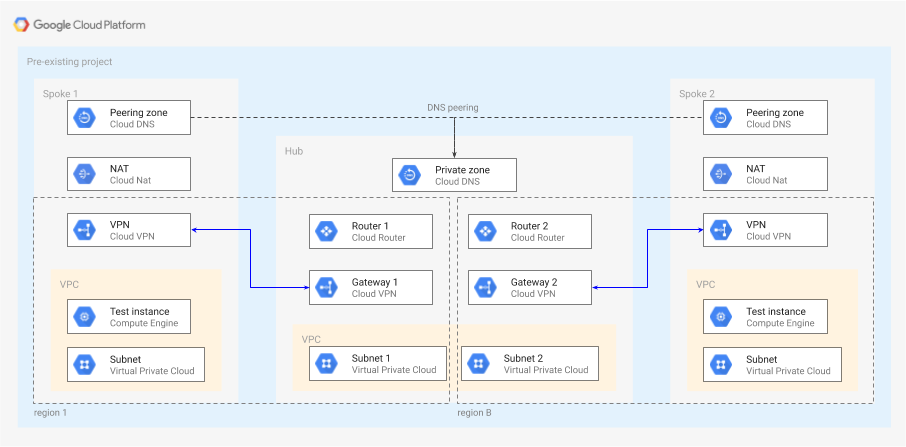 Google Cloud Platform
Pre-existing project
Spoke 1
Peering zone
Cloud DNS
NAT
Cloud Nat
VPN
Cloud VPN
VPC
Test instance
Compute Engine
Subnet
Virtual Private Cloud
region 1
DNS peering
Hub
Private zone
Cloud DNS
Router 1
Cloud Router
Router 2
Cloud Router
Gateway 1
Cloud VPN
Gateway 2
Cloud VPN
VPC
Subnet 1
Virtual Private Cloud
Subnet 2
Virtual Private Cloud
region B
Spoke 2
Peering zone
Cloud DNS
NAT
Cloud Nat
VPN
Cloud VPN
VPC
Test instance
Compute Engine
Subnet
Virtual Private Cloud